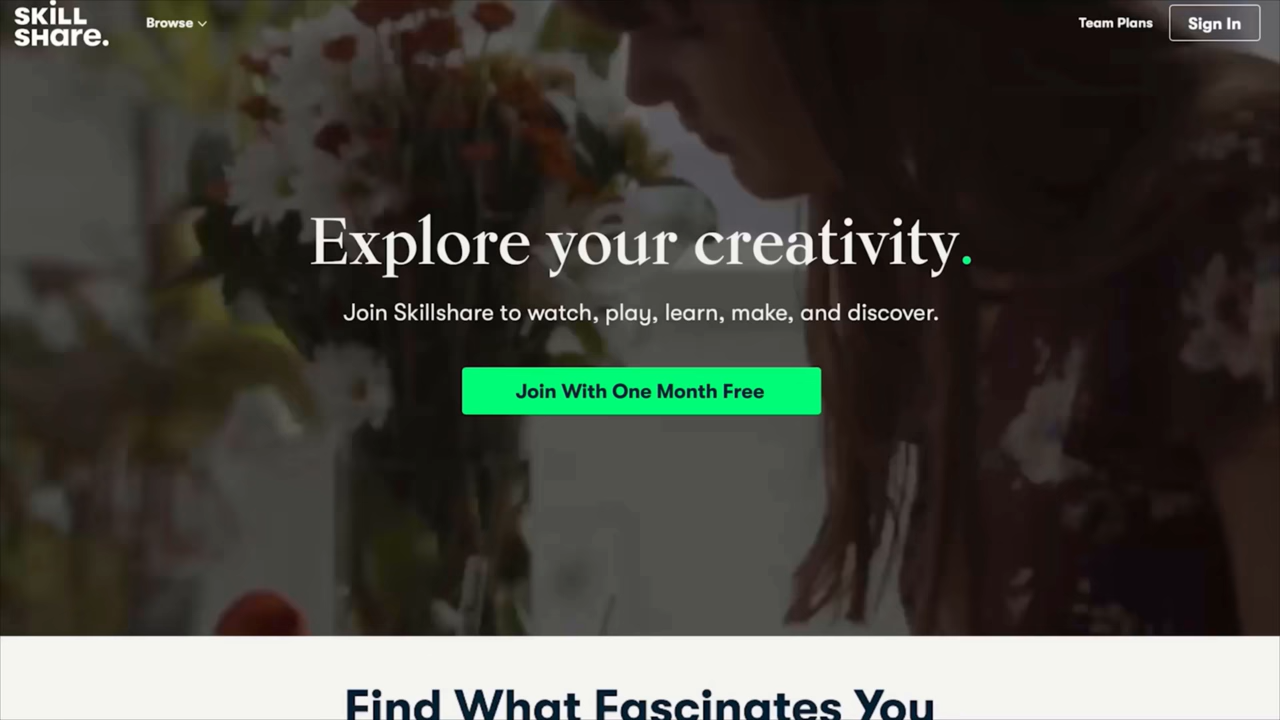 SKiLL
SHare.
Browse
Team Plans
Sign In
Explore your creativity.
Join Skillshare to watch, play, learn, make, and discover.
Join With One Month Free
Find What Fascinates You